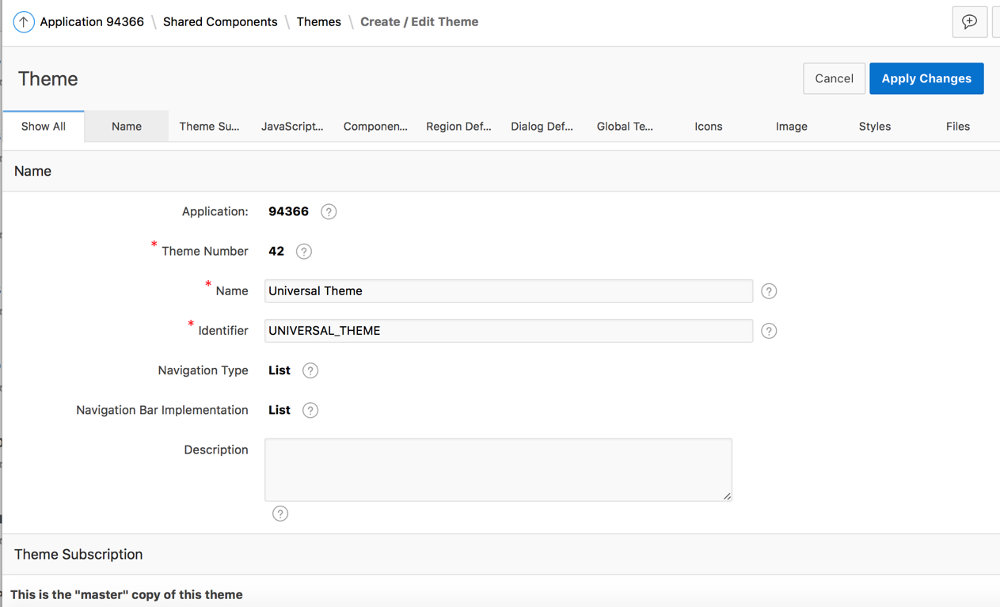 Application 94366 \ Shared Components \ Themes \ Create / Edit Theme
Theme
Cancel
Apply Changes
Show All
Name
Theme Su...
JavaScript...
Componen...
Region Def...
Dialog Def...
Global Te...
Icons
Image
Styles
Files
Name
Application: 94366 ?
* Theme Number 42 ?
* Name Universal Theme ?
* Identifier UNIVERSAL_THEME ?
Navigation Type List ?
Navigation Bar Implementation List ?
Description
?
Theme Subscription
This is the "master" copy of this theme